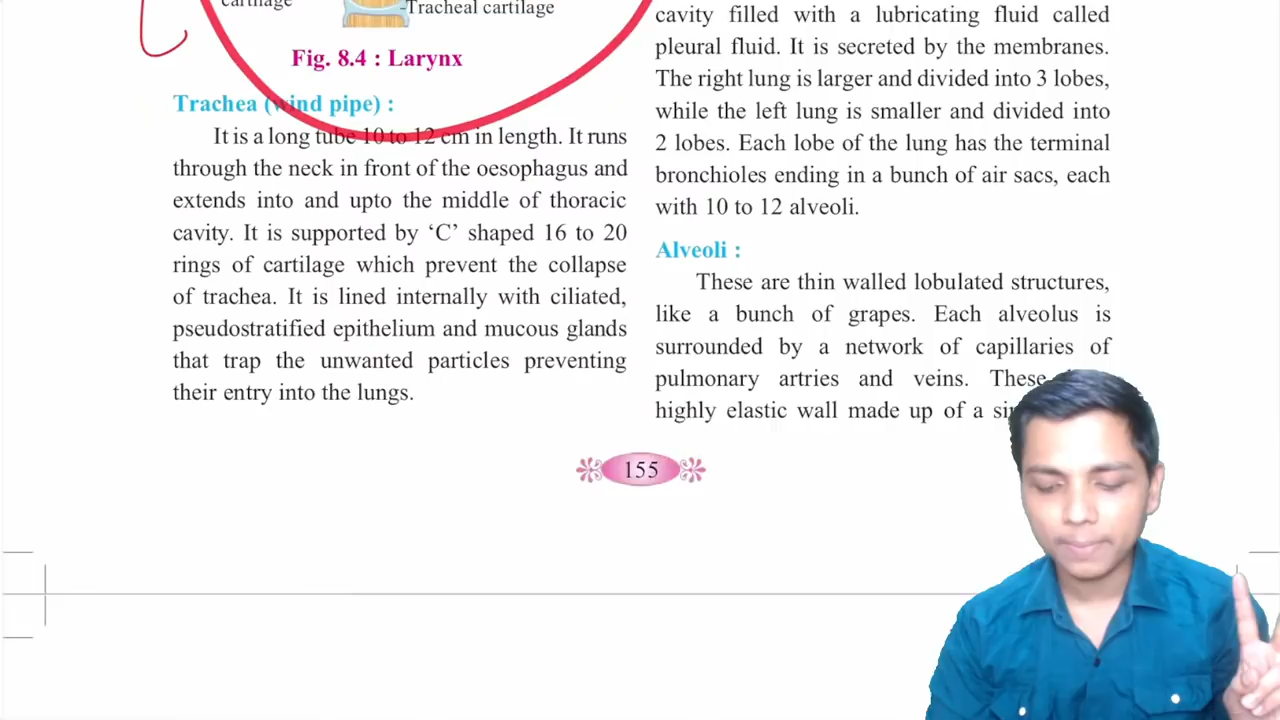 cartilage
Tracheal cartilage
Fig. 8.4 : Larynx
Trachea (wind pipe) :
It is a long tube 10 to 12 cm in length. It runs
through the neck in front of the oesophagus and
extends into and upto the middle of thoracic
cavity. It is supported by ‘C’ shaped 16 to 20
rings of cartilage which prevent the collapse
of trachea. It is lined internally with ciliated,
pseudostratified epithelium and mucous glands
that trap the unwanted particles preventing
their entry into the lungs.
cavity filled with a lubricating fluid called
pleural fluid. It is secreted by the membranes.
The right lung is larger and divided into 3 lobes,
while the left lung is smaller and divided into
2 lobes. Each lobe of the lung has the terminal
bronchioles ending in a bunch of air sacs, each
with 10 to 12 alveoli.
Alveoli :
These are thin walled lobulated structures,
like a bunch of grapes. Each alveolus is
surrounded by a network of capillaries of
pulmonary artries and veins. These
highly elastic wall made up of a
155